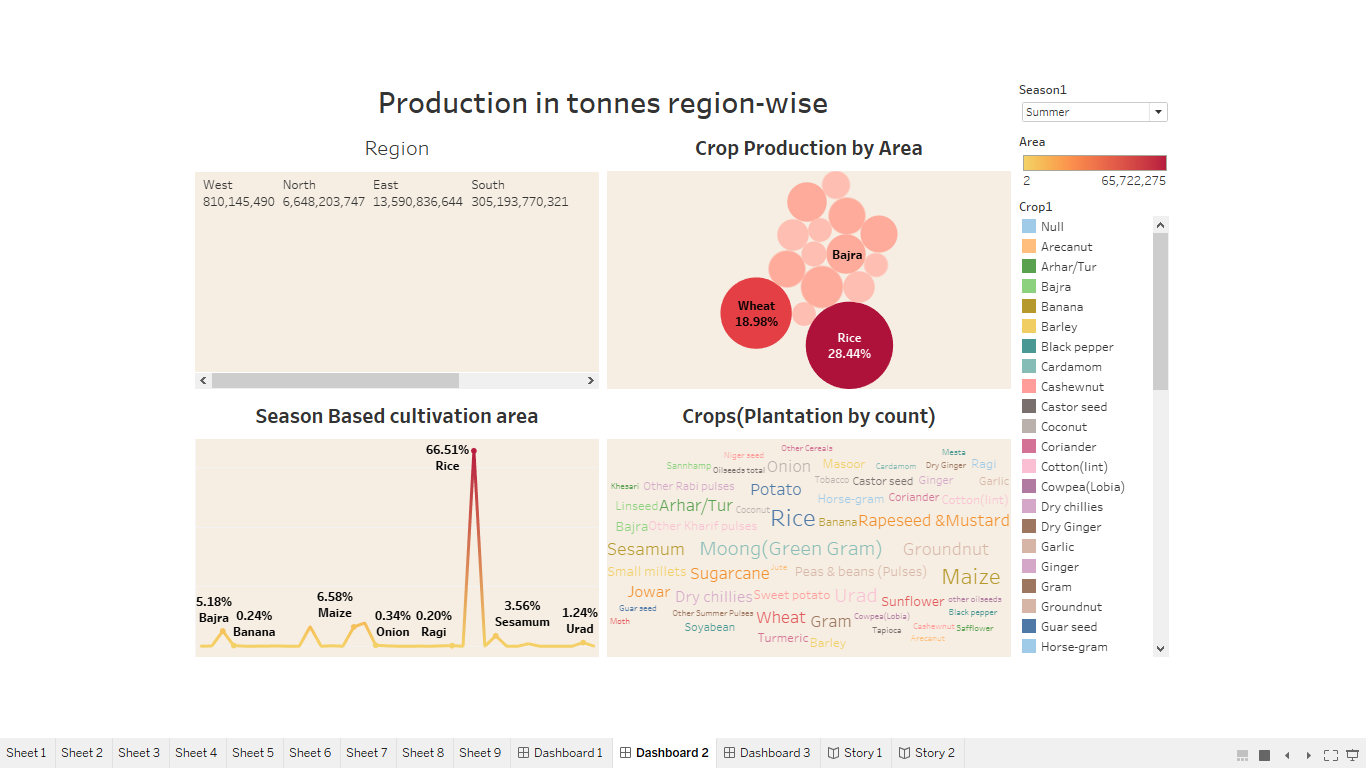 Production in tonnes region-wise
Region
West North East South
810,145,490 6,648,203,747 13,590,836,644 305,193,770,321
Crop Production by Area
Bajra
Wheat
18.98%
Rice
28.44%
Season Based cultivation area
66.51%
Rice
5.18%
Bajra
0.24%
Banana
6.58%
Maize
0.34%
Onion
0.20%
Ragi
3.56%
Sesamum
1.24%
Urad
Crops(Plantation by count)
Other Cereals
Niger seed Mesta
Sannhamp Oilseeds total Onion Masoor Cardamom Dry Ginger Ragi
Khesari Other Rabi pulses Potato Tobacco Castor seed Ginger Garlic
Linseed Arhar/Tur Coconut Horse-gram Coriander Cotton(lint)
Bajra Other Kharif pulses Rice Banana Rapeseed &Mustard
Sesamum Moong(Green Gram) Groundnut
Small millets Sugarcane Jute Peas & beans (Pulses) Maize
Jowar Dry chillies Sweet potato Urad Sunflower other oilseeds
Guar seed Other Summer Pulses Wheat Gram Cowpea(Lobia) Black pepper
Moth Soyabean Tapioca Cashewnut Safflower
Turmeric Barley Arecanut
Season1
Summer
Area
2 65,722,275
Crop1
Null
Arecanut
Arhar/Tur
Bajra
Banana
Barley
Black pepper
Cardamom
Cashewnut
Castor seed
Coconut
Coriander
Cotton(lint)
Cowpea(Lobia)
Dry chillies
Dry Ginger
Garlic
Ginger
Gram
Groundnut
Guar seed
Horse-gram
Sheet 1 Sheet 2 Sheet 3 Sheet 4 Sheet 5 Sheet 6 Sheet 7 Sheet 8 Sheet 9 Dashboard 1 Dashboard 2 Dashboard 3 Story 1 Story 2